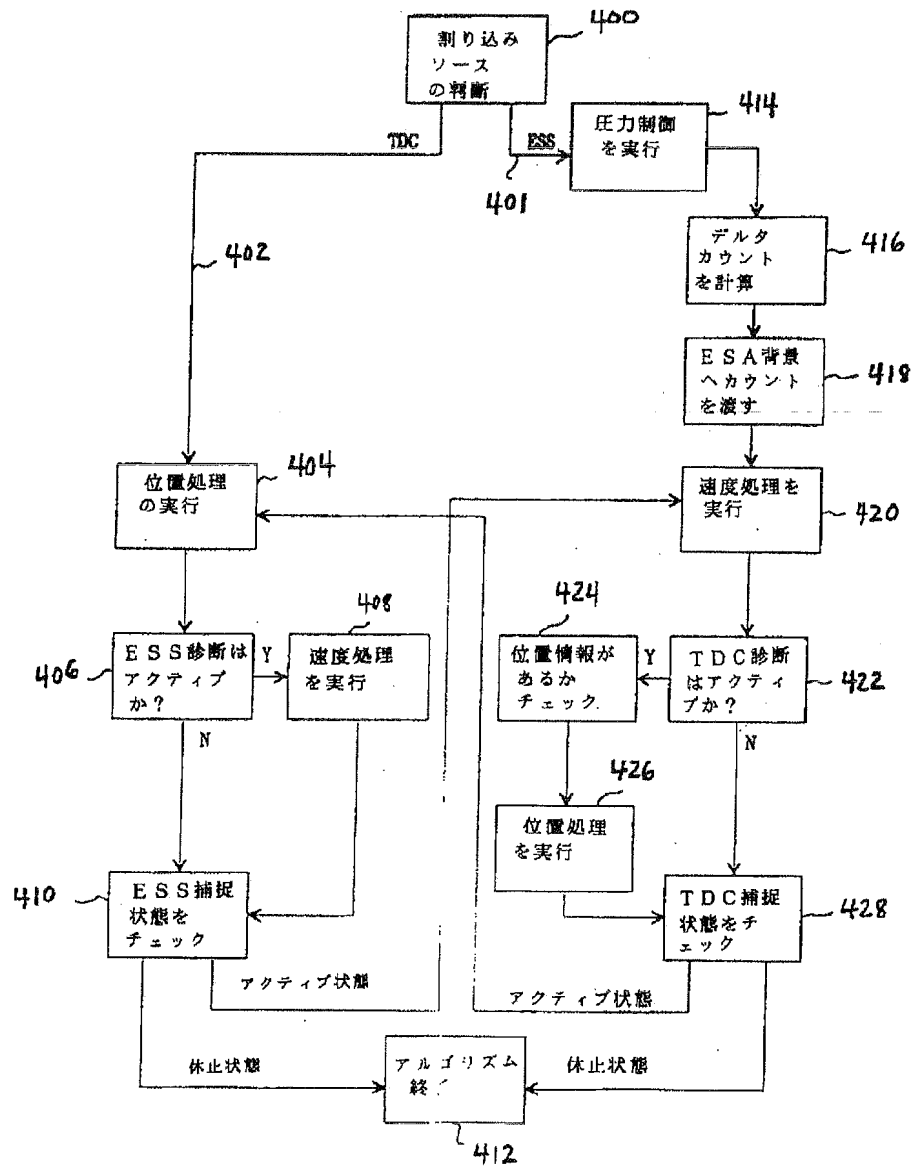 割り込み
ソース
の判断
400
TDC
ESS
401
圧力制御
を実行
414
402
デルタ
カウント
を計算
416
ESA背景
へカウント
を渡す
418
位置処理
の実行
404
速度処理を
実行
420
ESS診断は
アクティブ
か?
406
Y
N
408
速度処理
を実行
424
位置情報が
あるか
チェック
Y
TDC診断
はアクティ
ブか?
422
N
426
位置処理
を実行
410
ESS捕捉
状態を
チェック
TDC捕捉
状態をチ
ェック
428
アクティブ状態
アクティブ状態
休止状態
アルゴリズム
終了
休止状態
412